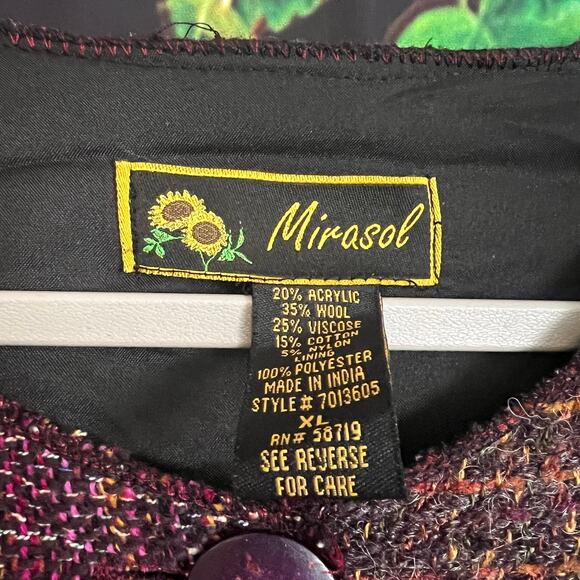 Mirasol
20% ACRYLIC
35% WOOL
25% VISCOSE
15% COTTON
5% NYLON
LINING
100% POLYESTER
MADE IN INDIA
STYLE# 7013605
XL
RN# 58719
SEE REVERSE
FOR CARE